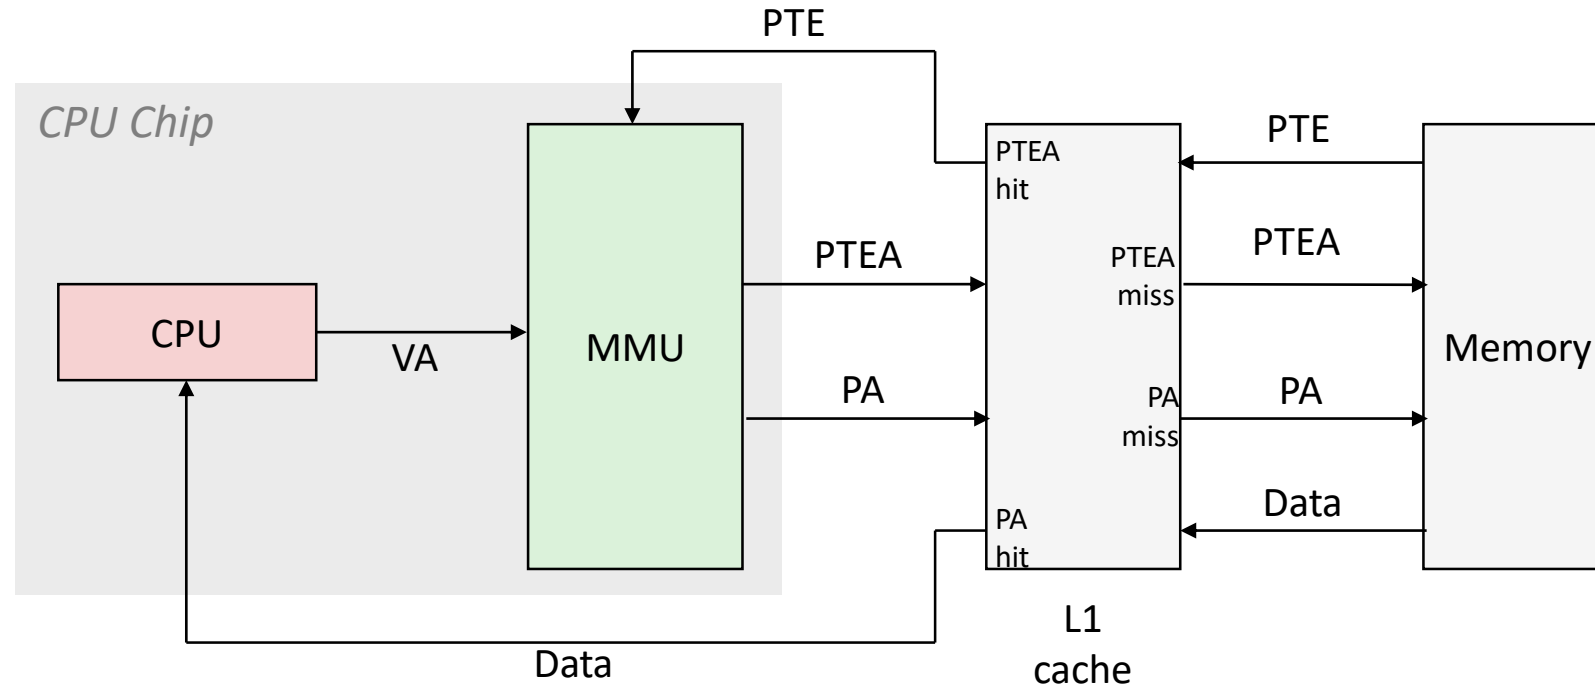 PTE
CPU Chip
PTEA
hit
PTE
PTEA
PTEA
miss
PTEA
CPU
VA
MMU
Memory
PA
PA
miss
PA
PA
hit
Data
L1
cache
Data